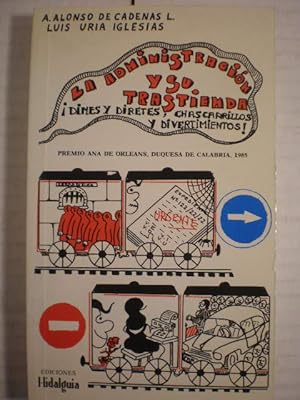 A. ALONSO DE CADENAS L.
LUIS URIA IGLESIAS
LA ADMINISTRACIÓN
Y SU
TRASTIENDA
¡DIMES Y DIRETES, CHASCARRILLOS
Y DIVERTIMIENTOS!
PREMIO ANA DE ORLEANS, DUQUESA DE CALABRIA, 1985
URGENTE
EDICIONES
Hidalguía